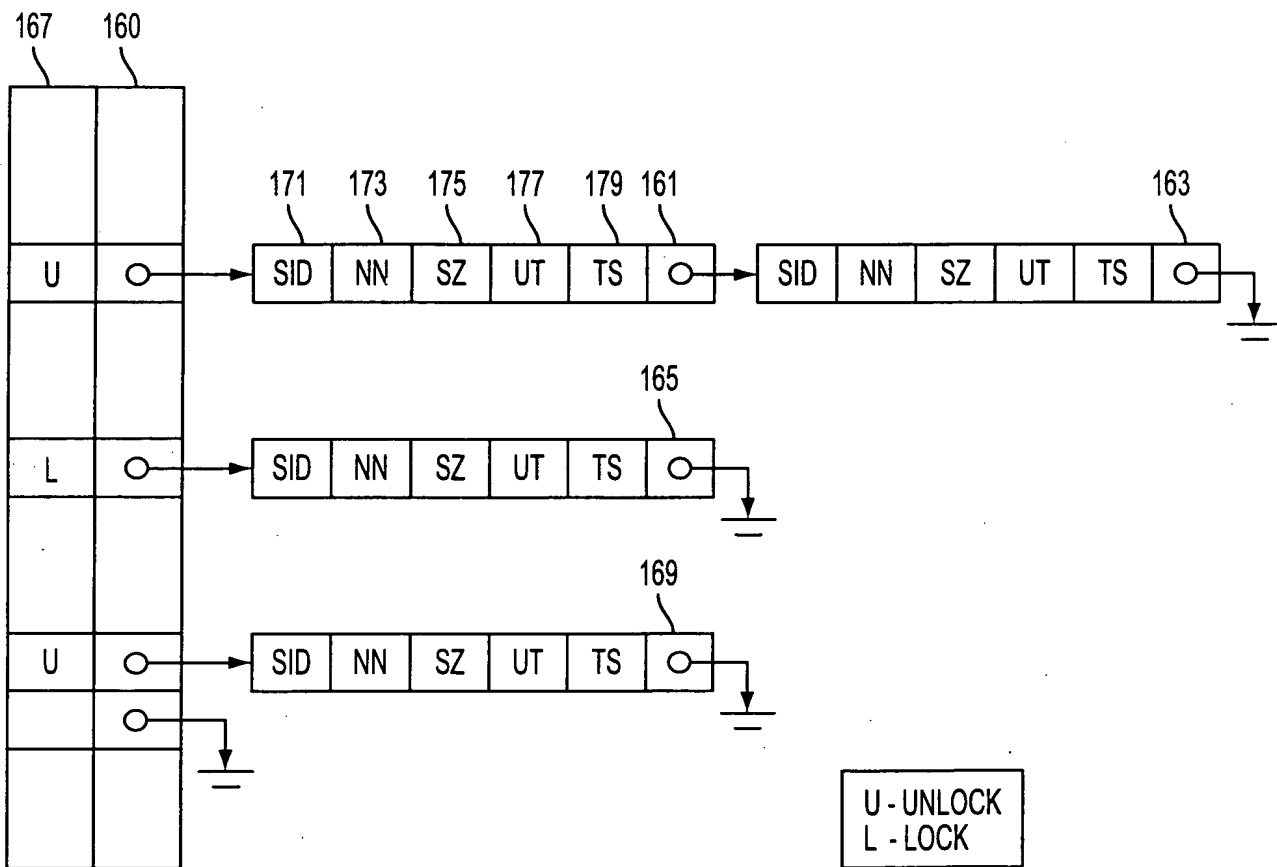 167 160
171 173 175 177 179 161 163
U SID NN SZ UT TS SID NN SZ UT TS
165
L SID NN SZ UT TS
169
U SID NN SZ UT TS
U - UNLOCK
L - LOCK